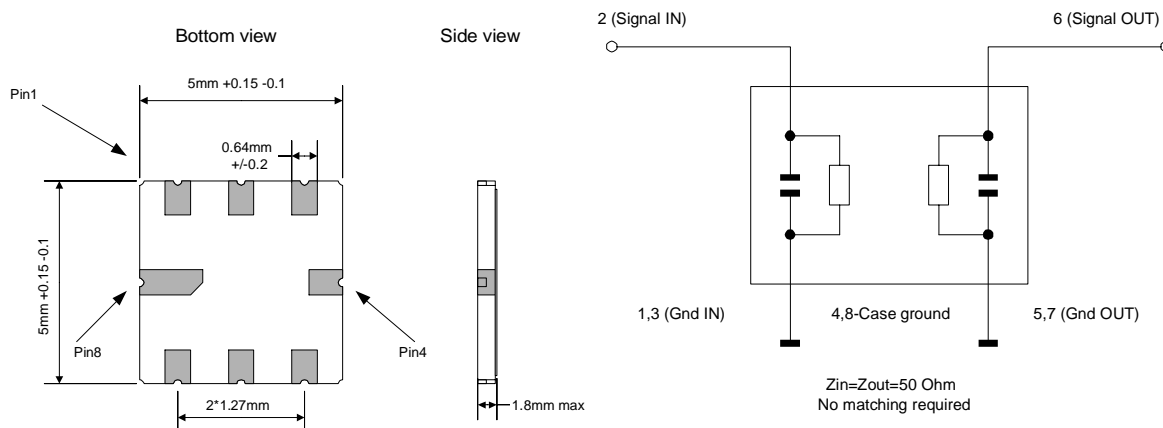 Bottom view
Side view
Pin1
5mm +0.15 -0.1
0.64mm
+/-0.2
5mm +0.15 -0.1
Pin8
Pin4
2*1.27mm
1.8mm max
2 (Signal IN)
6 (Signal OUT)
1,3 (Gnd IN)
4,8-Case ground
5,7 (Gnd OUT)
Zin=Zout=50 Ohm
No matching required